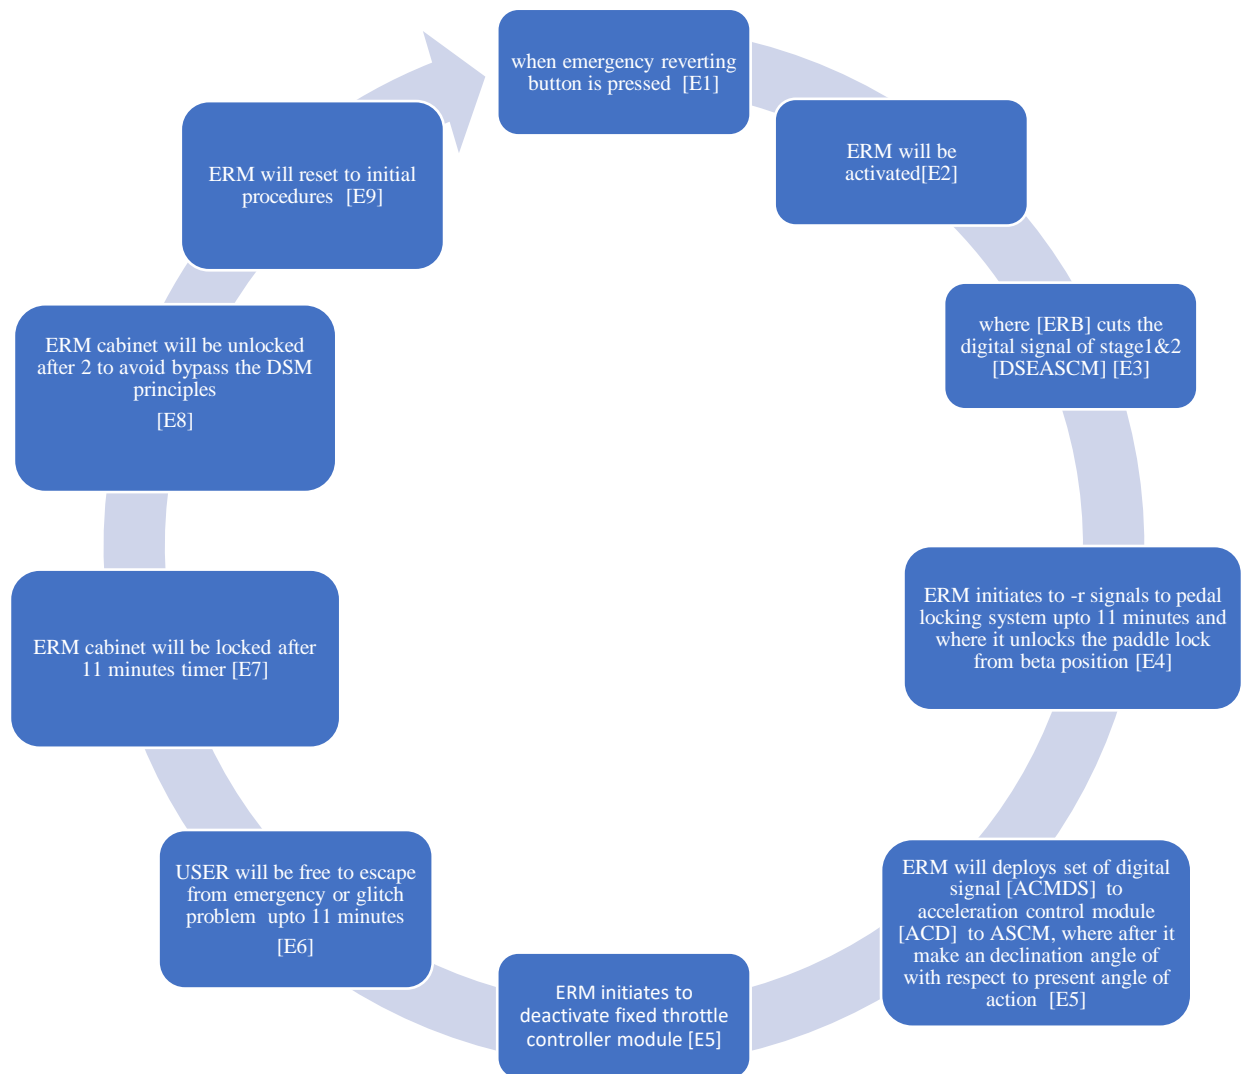 when emergency reverting
button is pressed  [E1]
ERM will be
activated[E2]
where [ERB] cuts the
digital signal of stage1&2
[DSEASCM] [E3]
ERM initiates to -r signals to pedal
locking system upto 11 minutes and
where it unlocks the paddle lock
from beta position [E4]
ERM will deploys set of digital
signal [ACMDS]  to
acceleration control module
[ACD]  to ASCM, where after it
make an declination angle of
with respect to present angle of
action  [E5]
ERM initiates to
deactivate fixed throttle
controller module [E5]
USER will be free to escape
from emergency or glitch
problem  upto 11 minutes
[E6]
ERM cabinet will be locked after
11 minutes timer [E7]
ERM cabinet will be unlocked
after 2 to avoid bypass the DSM
principles
[E8]
ERM will reset to initial
procedures  [E9]